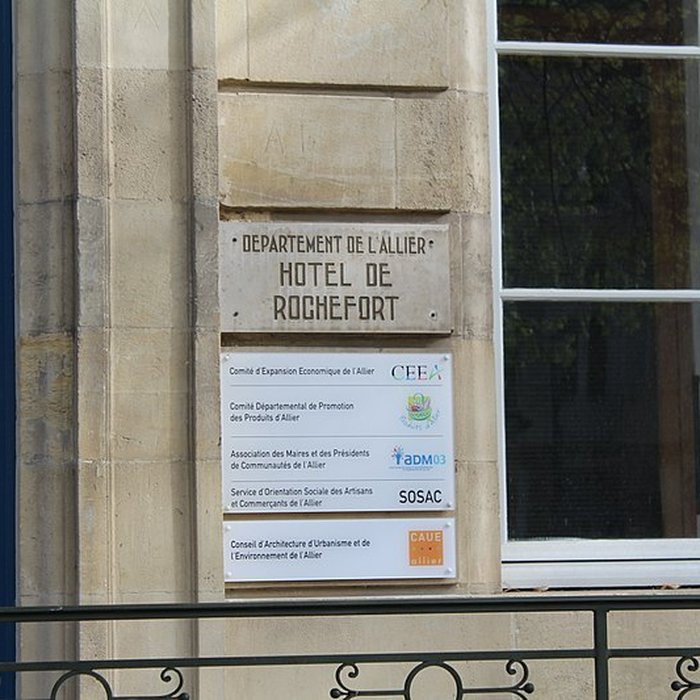 • DEPARTEMENT DE L'ALLIER •
HOTEL DE
ROCHEFORT
Comité d'Expansion Economique de l'Allier CEEA
Comité Départemental de Promotion
des Produits d'Allier
Produits d'Allier
Association des Maires et des Présidents
de Communautés de l'Allier
ADM03
Service d'Orientation Sociale des Artisans
et Commerçants de l'Allier
SOSAC
Conseil d'Architecture d'Urbanisme et de
l'Environnement de l'Allier
CAUE
allier